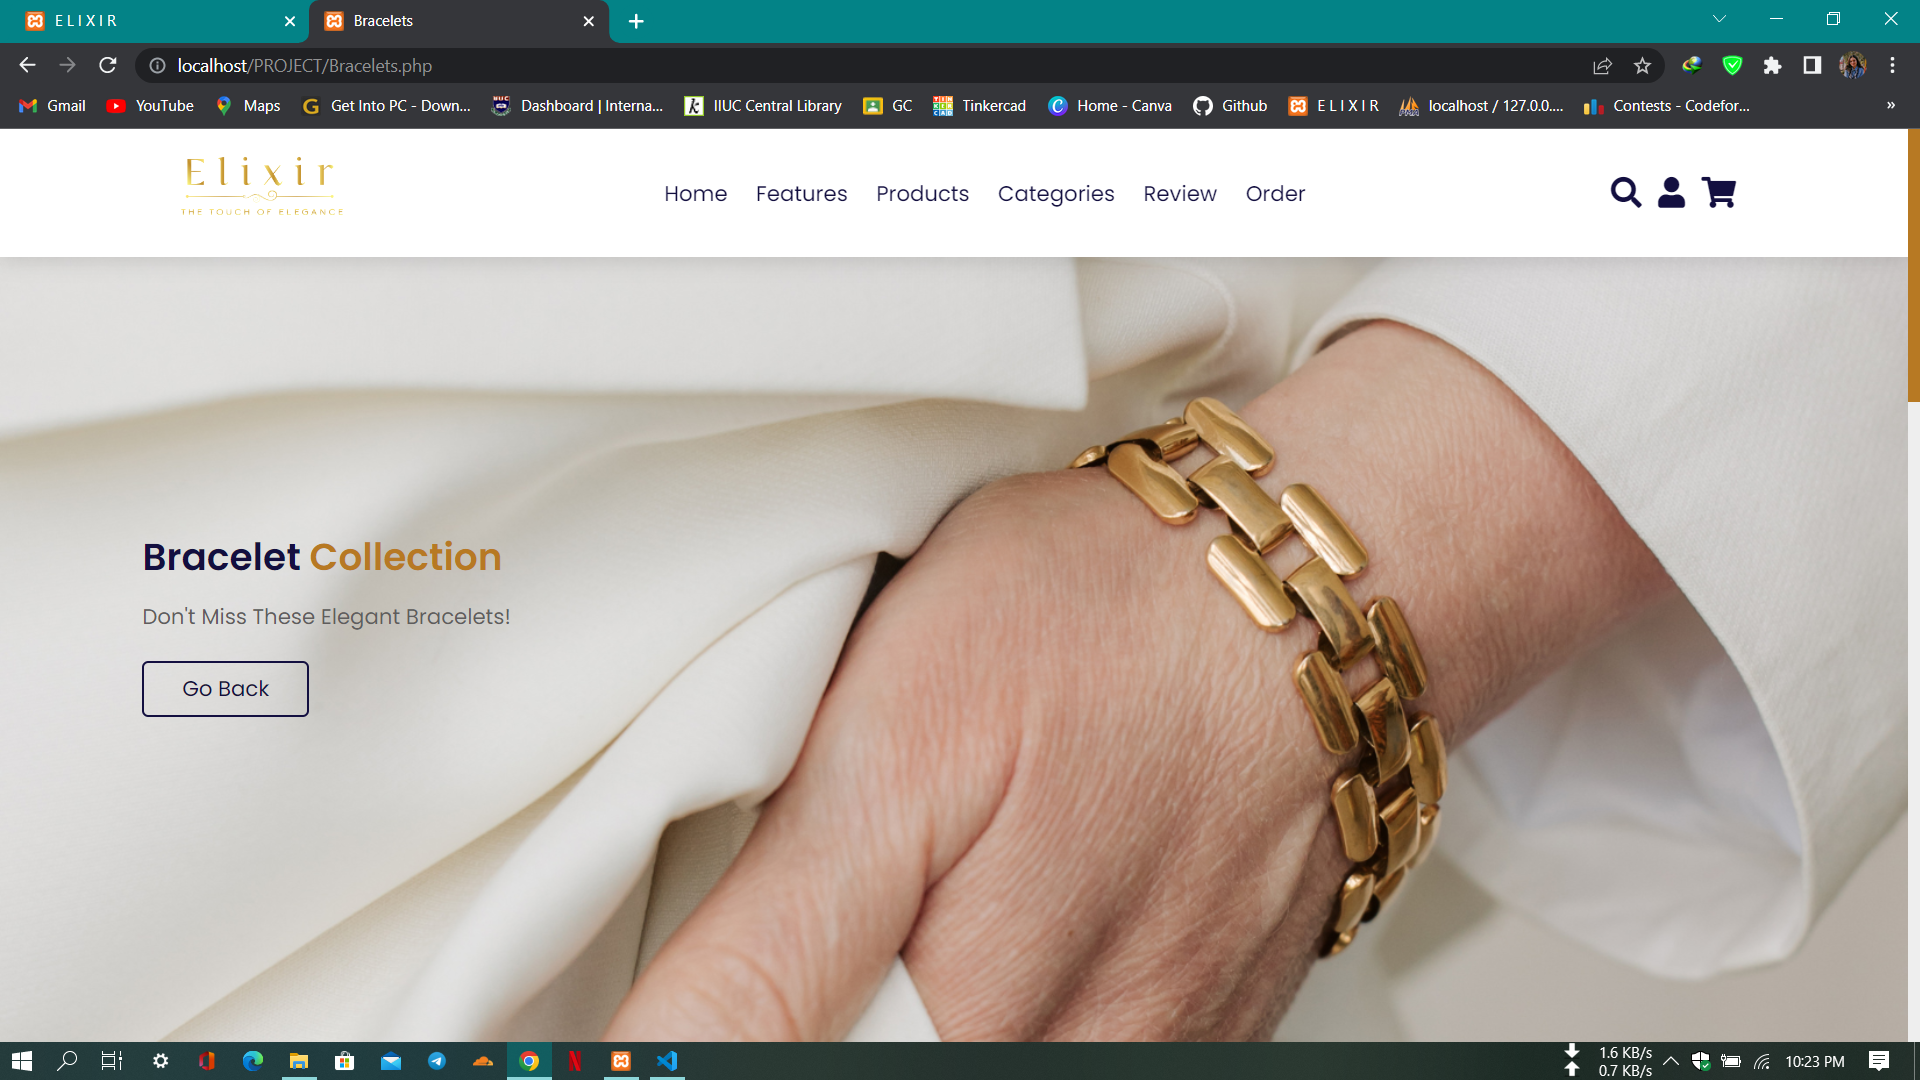 E L I X I R
Bracelets
localhost/PROJECT/Bracelets.php
Gmail
YouTube
Maps
Get Into PC - Down...
Dashboard | Interna...
IIUC Central Library
GC
Tinkercad
Home - Canva
Github
E L I X I R
localhost / 127.0.0....
Contests - Codefor...
»
Elixir
THE TOUCH OF ELEGANCE
Home
Features
Products
Categories
Review
Order
Bracelet Collection
Don't Miss These Elegant Bracelets!
Go Back
1.6 KB/s
0.7 KB/s
10:23 PM